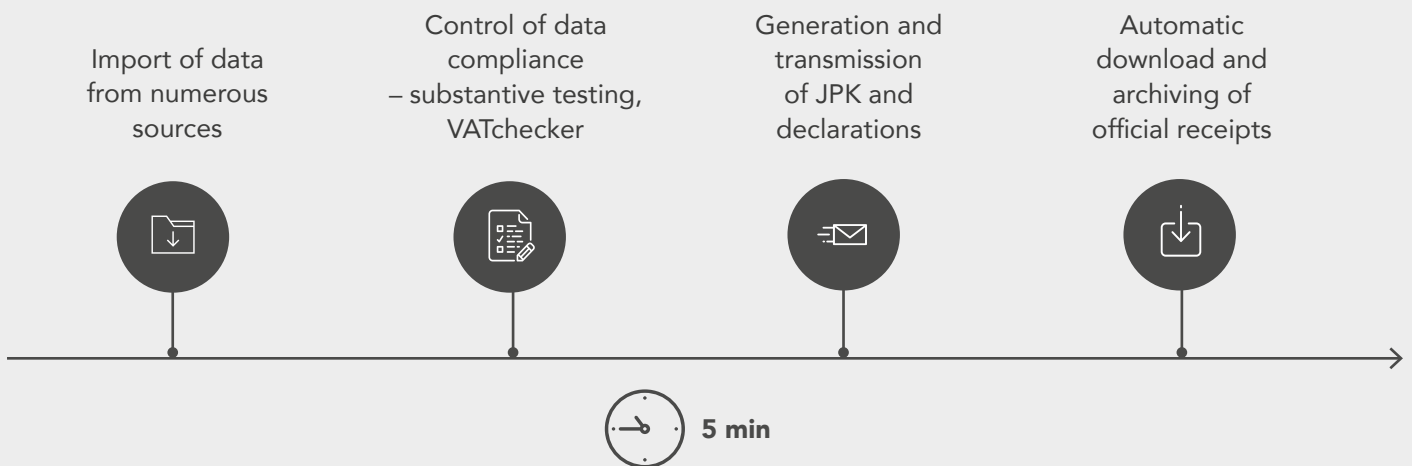 Import of data
from numerous
sources
Control of data
compliance
– substantive testing,
VATchecker
Generation and
transmission
of JPK and
declarations
Automatic
download and
archiving of
official receipts
5 min